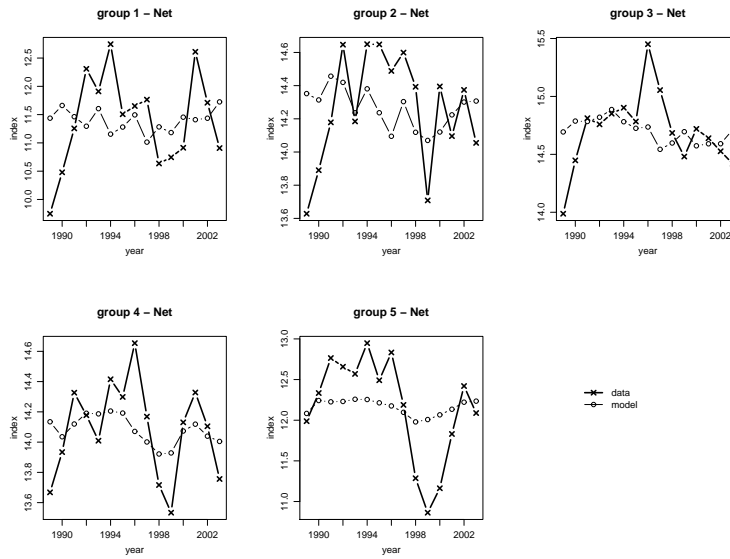 group 1 – Net
index
10.0 10.5 11.0 11.5 12.0 12.5
1990 1994 1998 2002
year
group 2 – Net
index
13.6 13.8 14.0 14.2 14.4 14.6
1990 1994 1998 2002
year
group 3 – Net
index
14.0 14.5 15.0 15.5
1990 1994 1998 2002
year
group 4 – Net
index
13.6 13.8 14.0 14.2 14.4 14.6
1990 1994 1998 2002
year
group 5 – Net
index
11.0 11.5 12.0 12.5 13.0
1990 1994 1998 2002
year
data
model